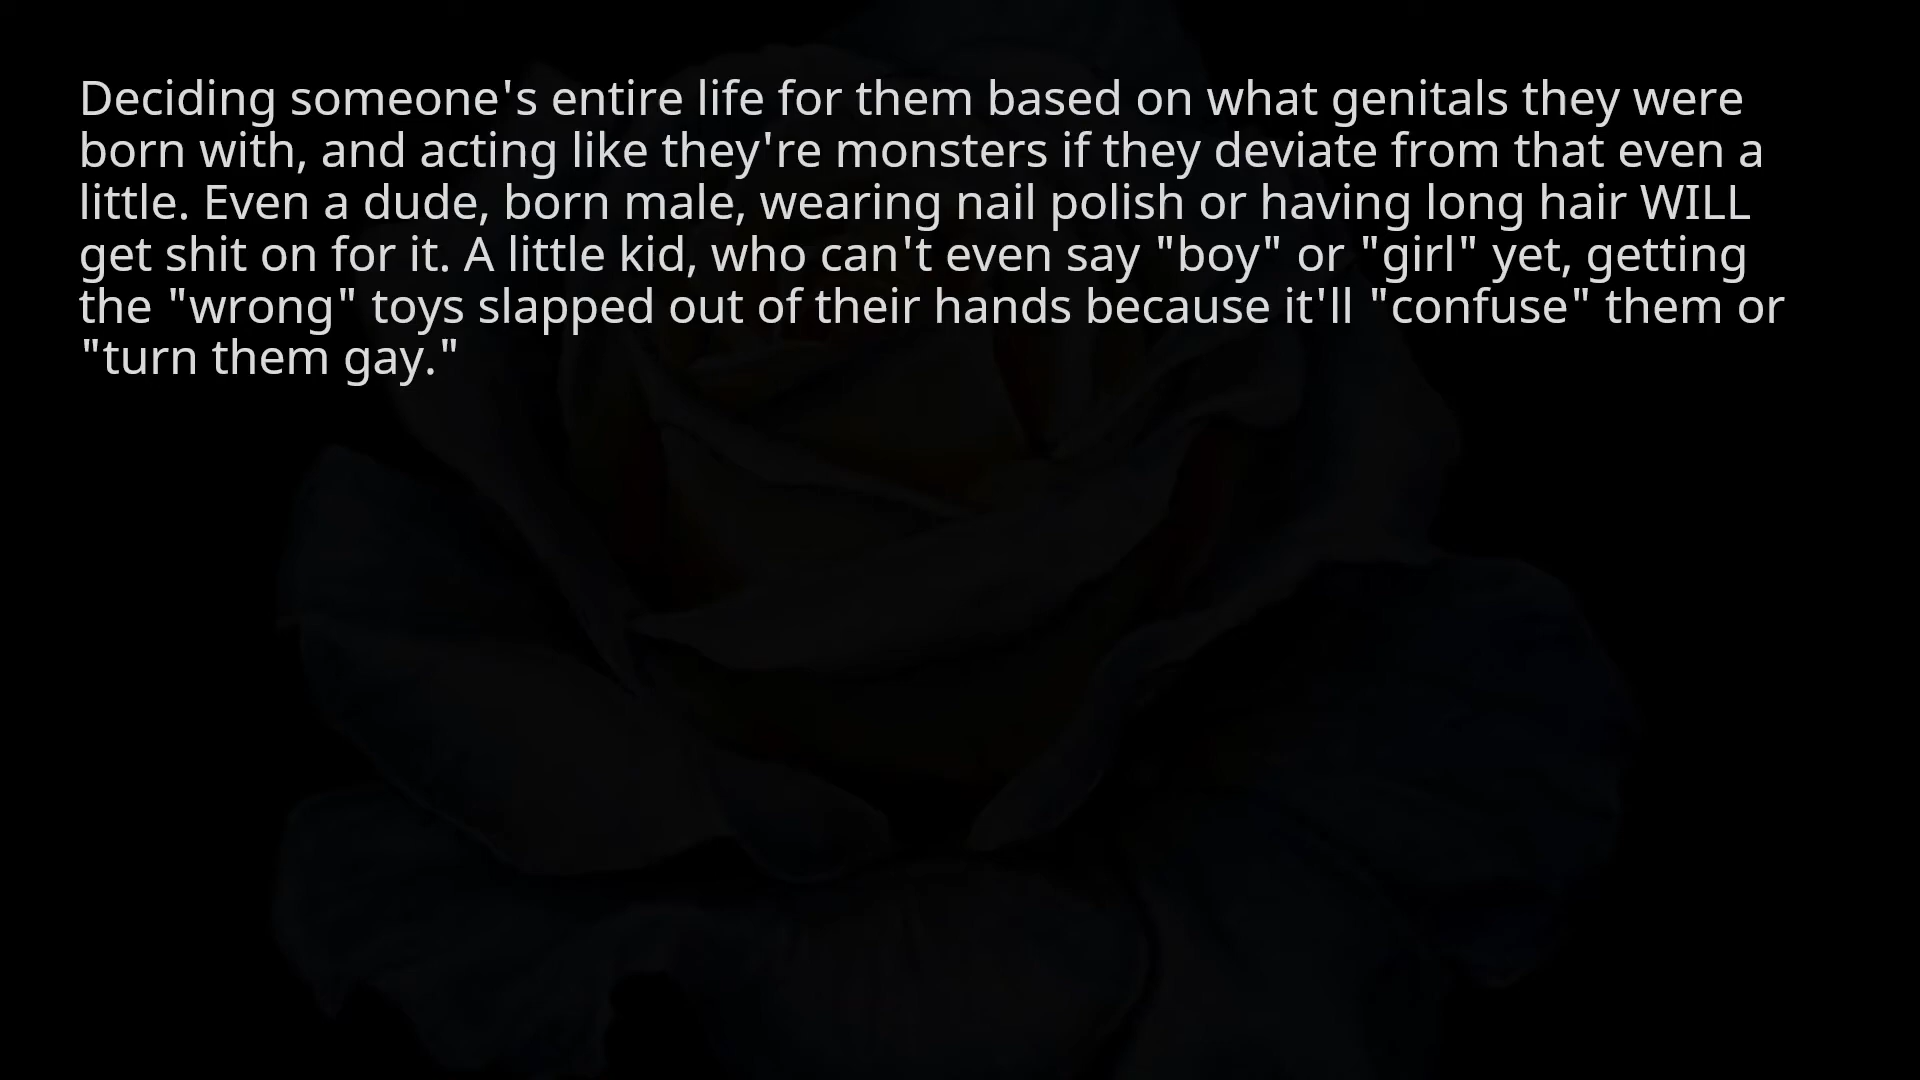 Deciding someone's entire life for them based on what genitals they were
born with, and acting like they're monsters if they deviate from that even a
little. Even a dude, born male, wearing nail polish or having long hair WILL
get shit on for it. A little kid, who can't even say "boy" or "girl" yet, getting
the "wrong" toys slapped out of their hands because it'll "confuse" them or
"turn them gay."